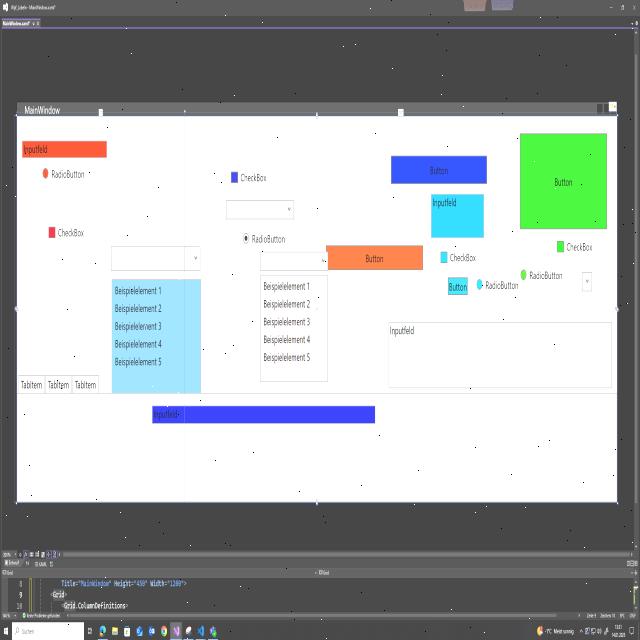 MainWindow.xaml*
MainWindow
Inputfeld
RadioButton
CheckBox
Button
Button
Inputfeld
CheckBox
RadioButton
CheckBox
Button
CheckBox
RadioButton
Button
RadioButton
Beispielelement 1
Beispielelement 2
Beispielelement 3
Beispielelement 4
Beispielelement 5
Beispielelement 1
Beispielelement 2
Beispielelement 3
Beispielelement 4
Beispielelement 5
Inputfeld
TabItem TabItem TabItem
Inputfeld
8 Title="MainWindow" Height="450" Width="1200">
9 <Grid>
10 <Grid.ColumnDefinitions>
Suchen